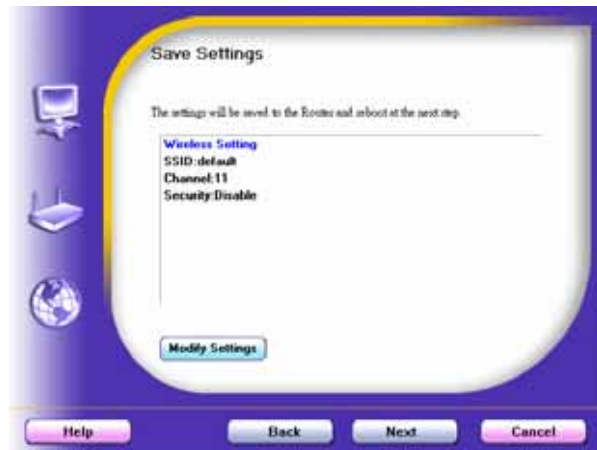 Save Settings
The settings will be saved to the Router and reboot at the next step.
Wireless Setting
SSID:default
Channel:11
Security:Disable
Modify Settings
Help
Back
Next
Cancel